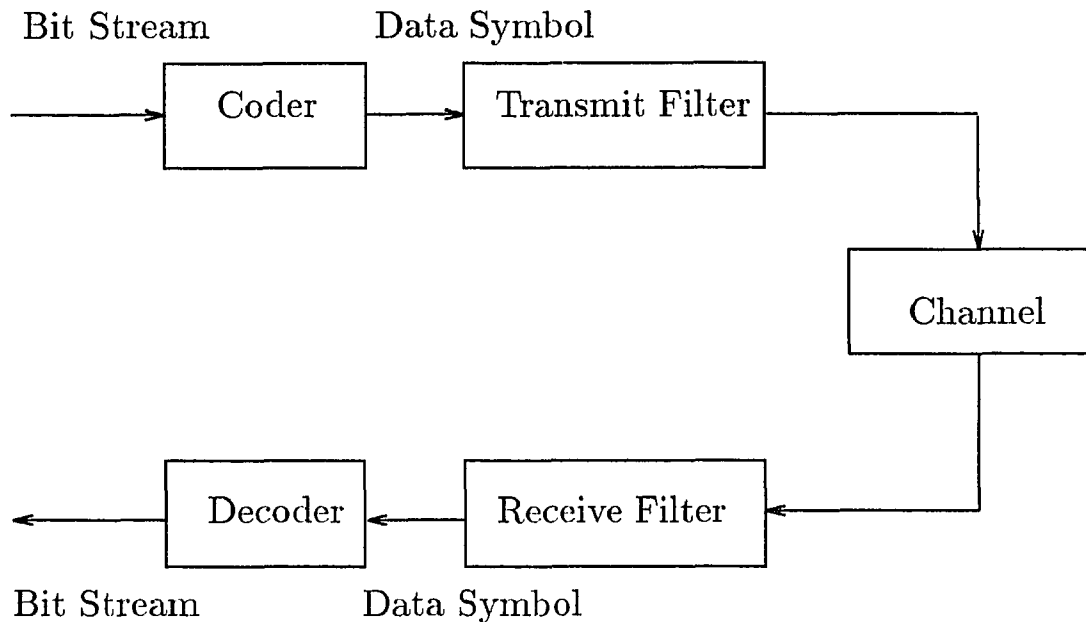 Bit Stream
Data Symbol
Coder
Transmit Filter
Channel
Decoder
Receive Filter
Bit Stream
Data Symbol